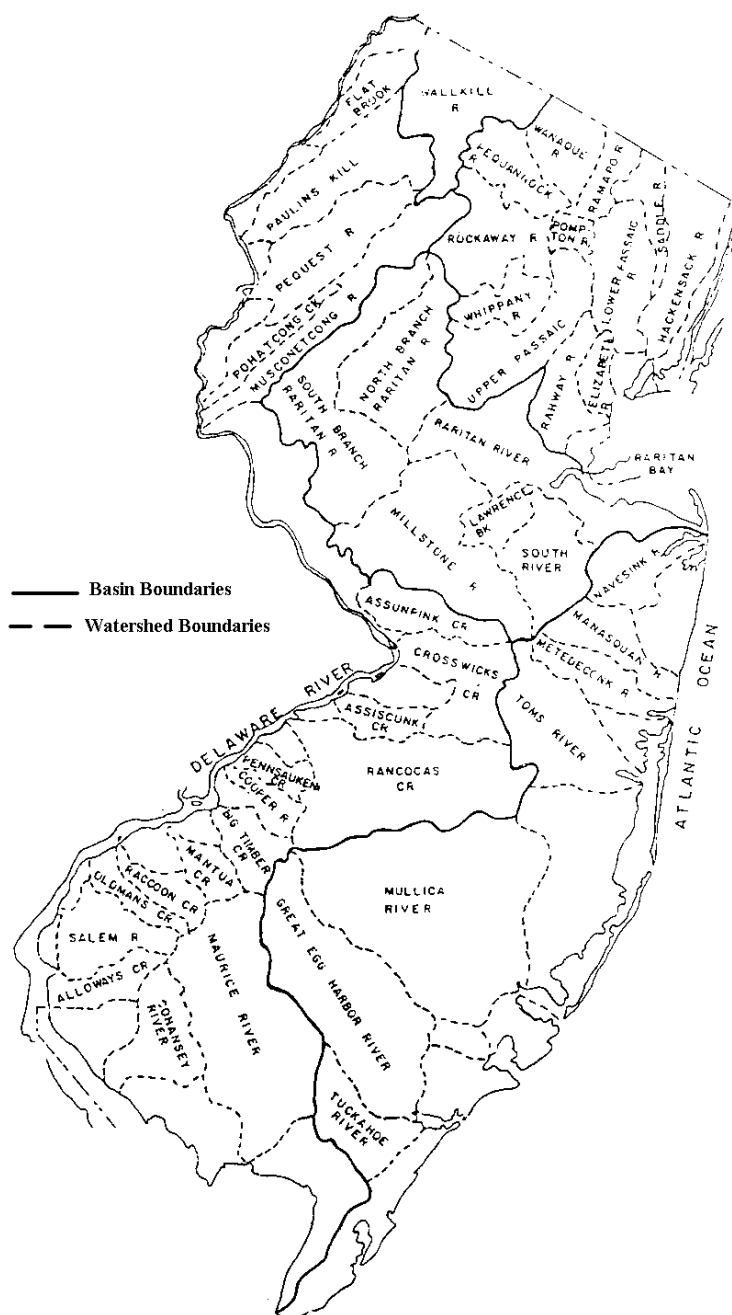 FLAT
BROOK
WALLKILL
R
PAULINS KILL
PEQUEST R
POHATCONG CK
MUSCONETCONG R
WANAQUE
R
PEQUANNOCK
R
RAMAPO R
POMP
TON R
ROCKAWAY R
LOWER PASSAIC
R
SADDLE R
HACKENSACK R
WHIPPANY
R
UPPER PASSAIC
ELIZABETH
R
RAHWAY R
NORTH BRANCH
RARITAN R
SOUTH BRANCH
RARITAN R
RARITAN RIVER
RARITAN
BAY
MILLSTONE R
LAWRENCE
BK
SOUTH
RIVER
NAVESINK R
Basin Boundaries
Watershed Boundaries
ASSUNPINK CR
MANASQUAN R
METEDECONK R
CROSSWICKS
CR
TOMS RIVER
ASSISCUNK
CR
DELAWARE RIVER
ATLANTIC OCEAN
PENNSAUKEN
CR
COOPER R
RANCOCAS
CR
BIG TIMBER
CR
MANTUA
CR
RACCOON CR
OLDMANS CR
SALEM R
ALLOWAYS CR
COHANSEY
RIVER
MAURICE RIVER
MULLICA
RIVER
GREAT EGG HARBOR RIVER
TUCKAHOE
RIVER